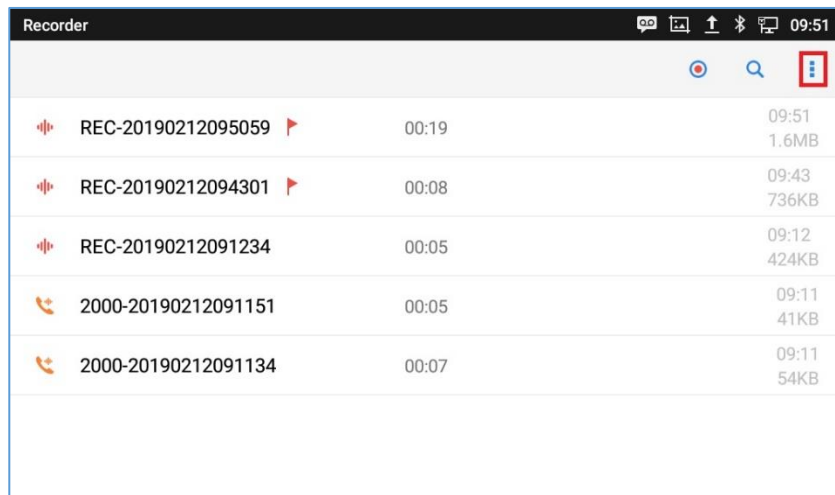 Recorder 09:51
REC-20190212095059 00:19 09:51
1.6MB
REC-20190212094301 00:08 09:43
736KB
REC-20190212091234 00:05 09:12
424KB
2000-20190212091151 00:05 09:11
41KB
2000-20190212091134 00:07 09:11
54KB